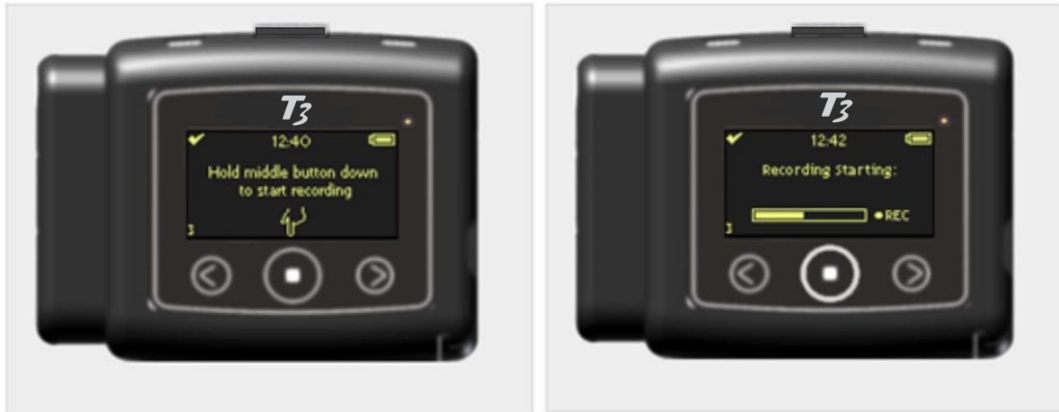 T3
12:40
Hold middle button down
to start recording
3
T3
12:42
Recording Starting:
REC
3